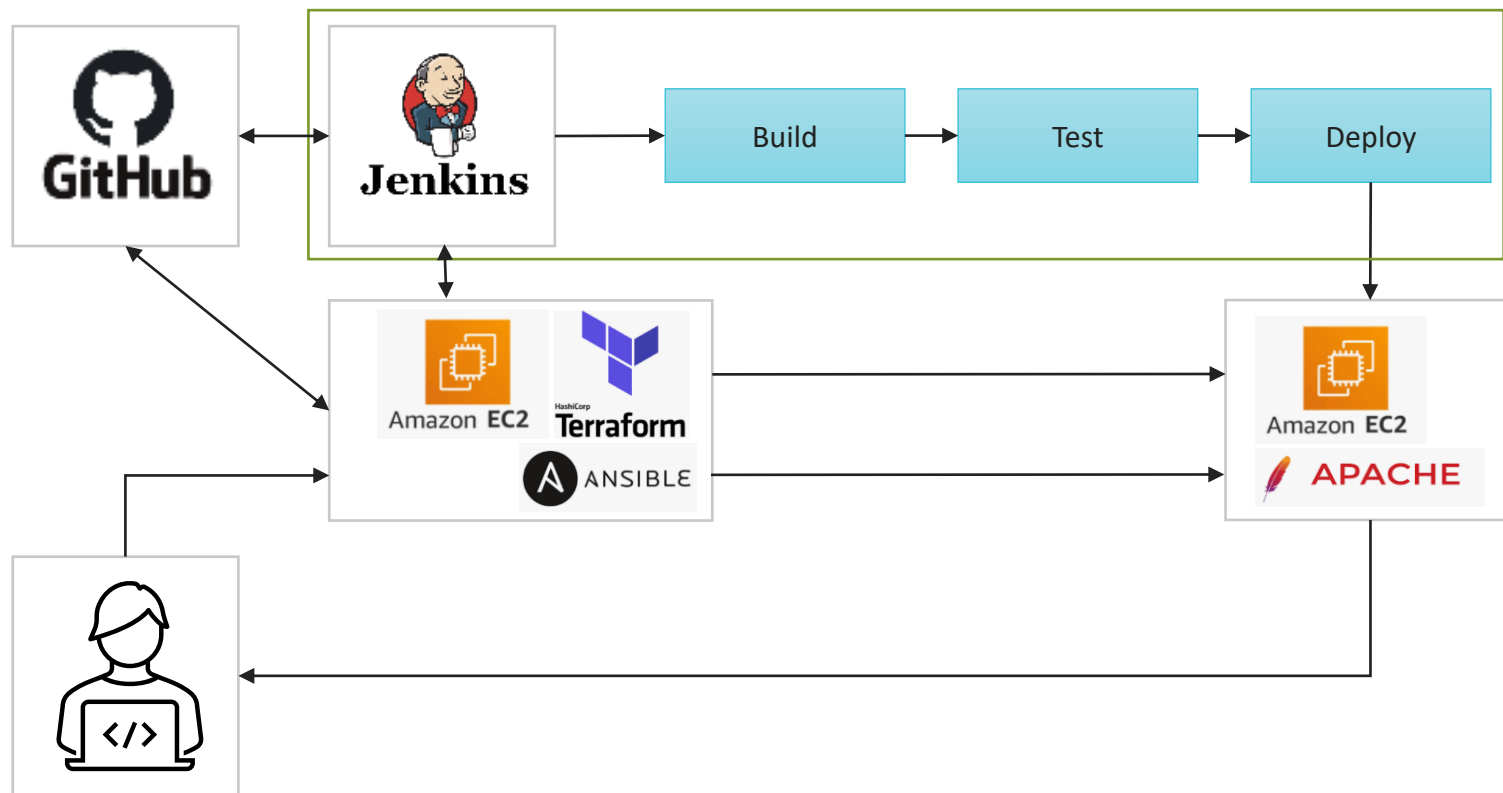 GitHub
Jenkins
Build
Test
Deploy
Amazon EC2
HashiCorp
Terraform
ANSIBLE
Amazon EC2
APACHE
</>